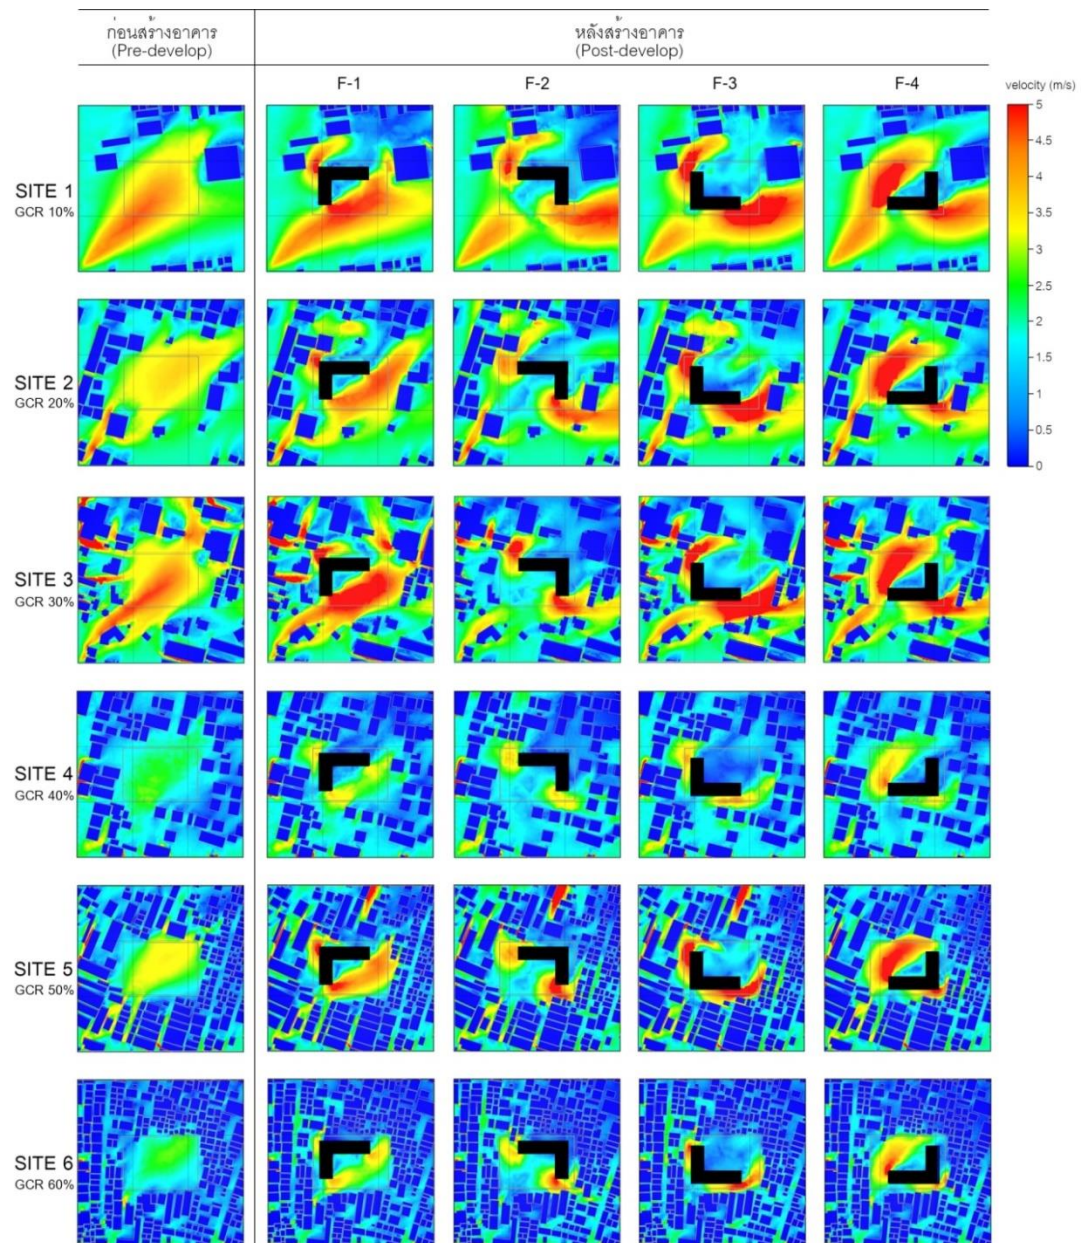 ก่อนสร้างอาคาร
(Pre-develop)
หลังสร้างอาคาร
(Post-develop)
F-1
F-2
F-3
F-4
velocity (m/s)
5
4.5
4
3.5
3
2.5
2
1.5
1
0.5
0
SITE 1
GCR 10%
SITE 2
GCR 20%
SITE 3
GCR 30%
SITE 4
GCR 40%
SITE 5
GCR 50%
SITE 6
GCR 60%